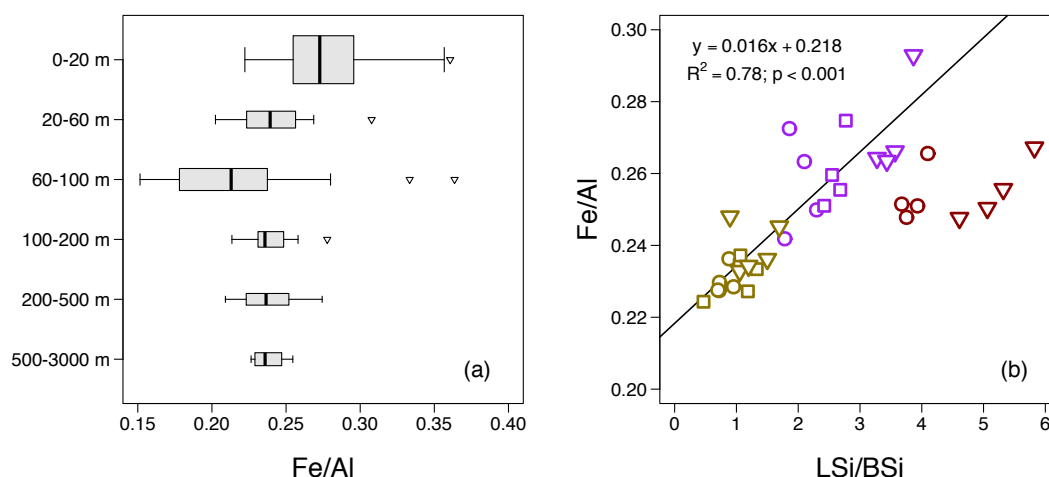 0-20 m
20-60 m
60-100 m
100-200 m
200-500 m
500-3000 m
(a)
0.15 0.20 0.25 0.30 0.35 0.40
Fe/Al
0.30
0.28
0.26
0.24
0.22
0.20
Fe/Al
y = 0.016x + 0.218
R² = 0.78; p < 0.001
(b)
0 1 2 3 4 5 6
LSi/BSi